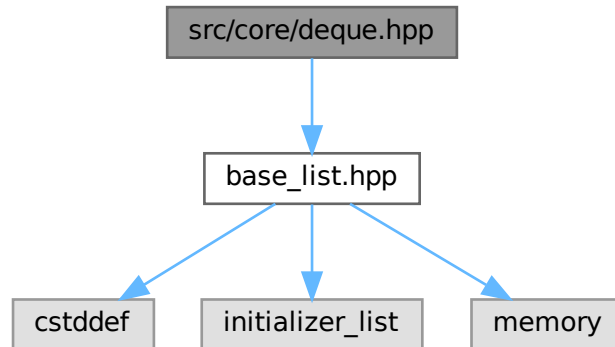 src/core/deque.hpp
base_list.hpp
cstddef
initializer_list
memory